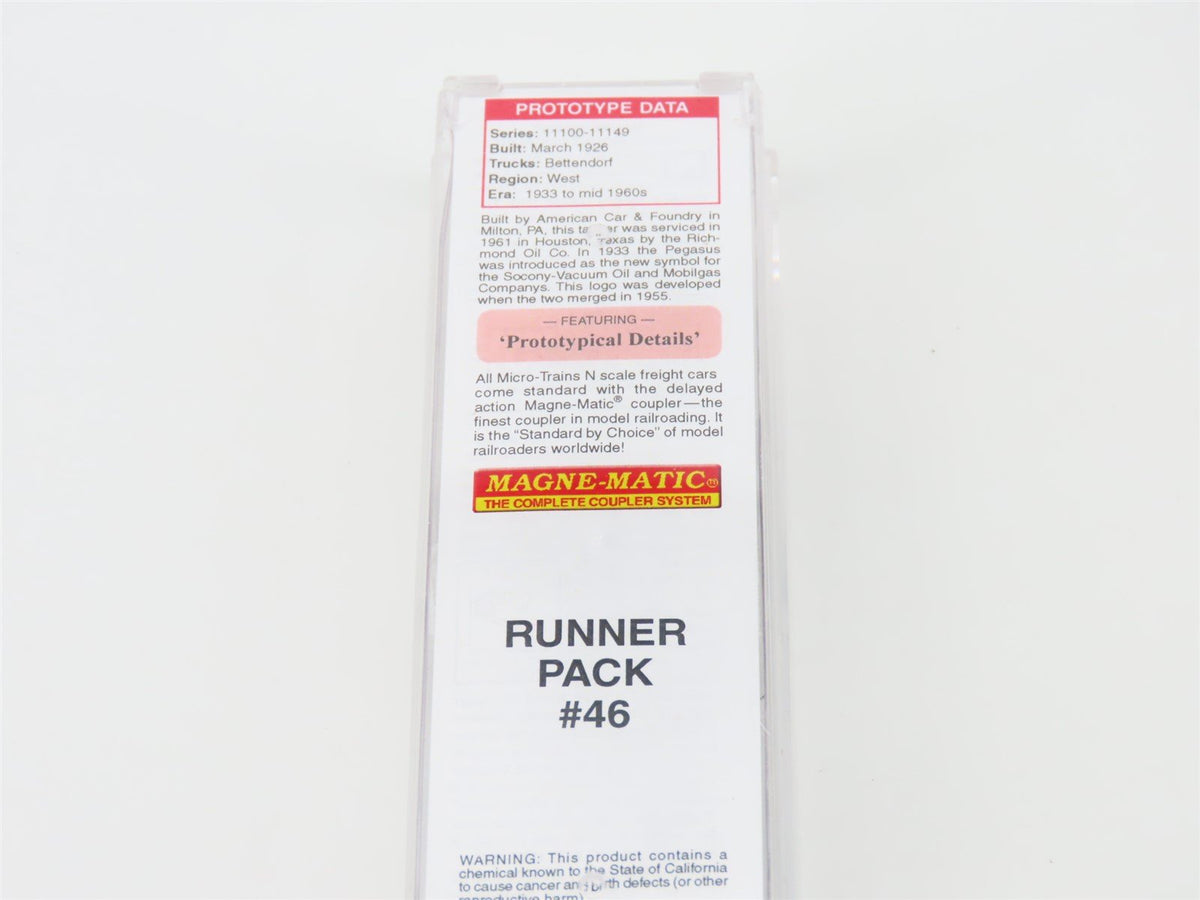 PROTOTYPE DATA
Series: 11100-11149
Built: March 1926
Trucks: Bettendorf
Region: West
Era: 1933 to mid 1960s
Built by American Car & Foundry in
Milton, PA, this was serviced in
1961 in Houston, Texas by the Rich-
mond Oil Co. In 1933 the Pegasus
was introduced as the new symbol for
the Socony-Vacuum Oil and Mobilgas
Companys. This logo was developed
when the two merged in 1955.
— FEATURING —
‘Prototypical Details’
All Micro-Trains N scale freight cars
come standard with the delayed
action Magne-Matic® coupler—the
finest coupler in model railroading. It
is the “Standard by Choice” of model
railroaders worldwide!
MAGNE-MATIC®
THE COMPLETE COUPLER SYSTEM
RUNNER
PACK
#46
WARNING: This product contains a
chemical known to the State of California
to cause cancer and birth defects (or other
reproductive harm)